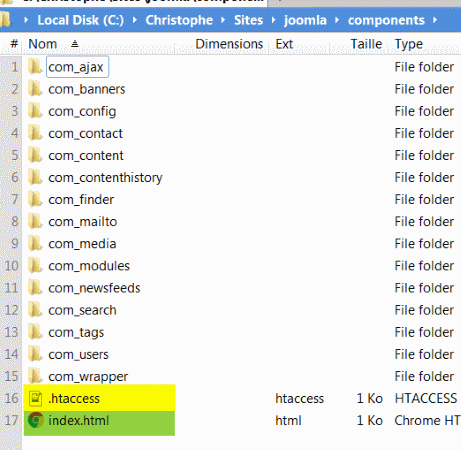 Local Disk (C:) Christophe Sites joomla components
# Nom Dimensions Ext Taille Type
1 com_ajax File folder
2 com_banners File folder
3 com_config File folder
4 com_contact File folder
5 com_content File folder
6 com_contenthistory File folder
7 com_finder File folder
8 com_mailto File folder
9 com_media File folder
10 com_modules File folder
11 com_newsfeeds File folder
12 com_search File folder
13 com_tags File folder
14 com_users File folder
15 com_wrapper File folder
16 .htaccess htaccess 1 Ko HTACCESS
17 index.html html 1 Ko Chrome HT